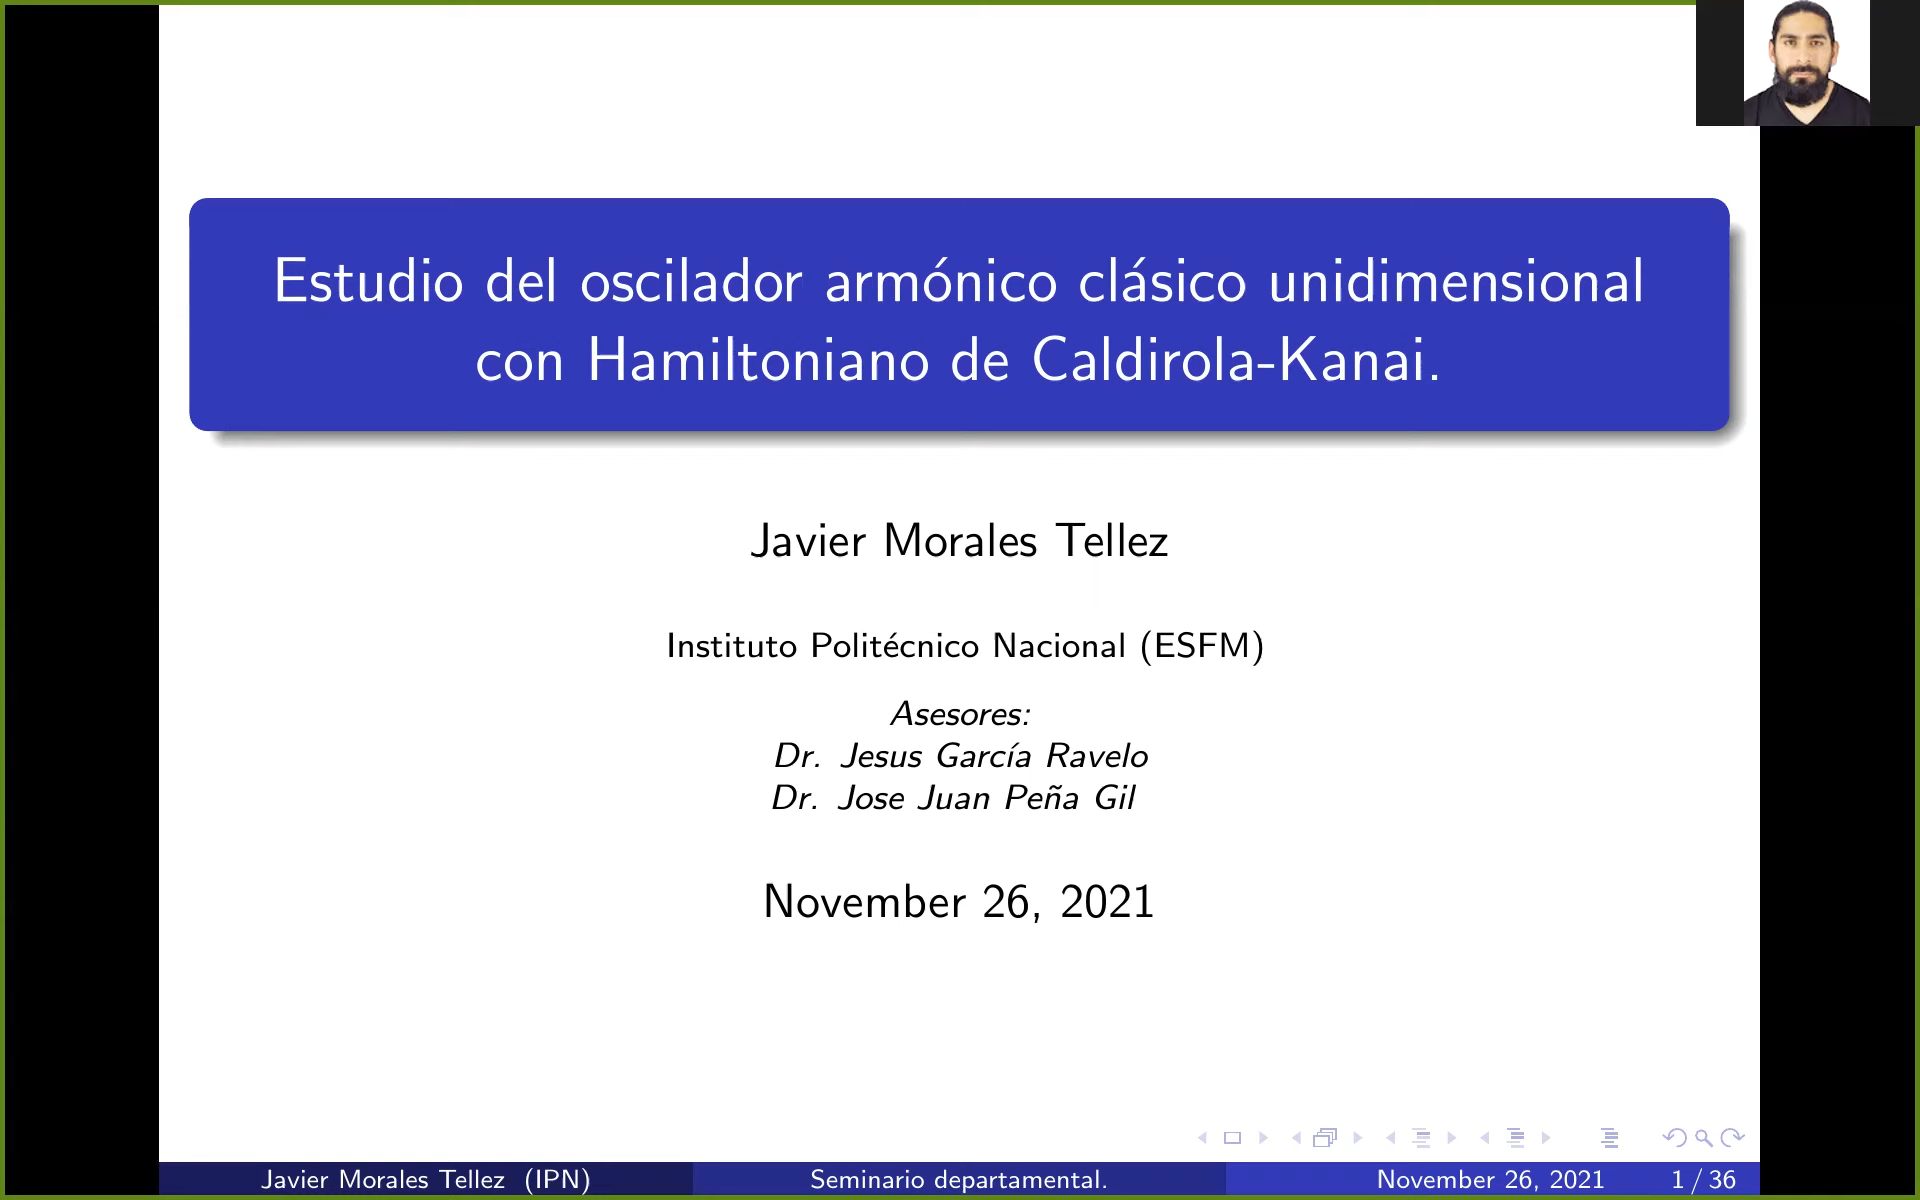 Estudio del oscilador armónico clásico unidimensional
con Hamiltoniano de Caldirola-Kanai.
Javier Morales Tellez
Instituto Politécnico Nacional (ESFM)
Asesores:
Dr. Jesus García Ravelo
Dr. Jose Juan Peña Gil
November 26, 2021
Javier Morales Tellez (IPN)
Seminario departamental.
November 26, 2021
1 / 36